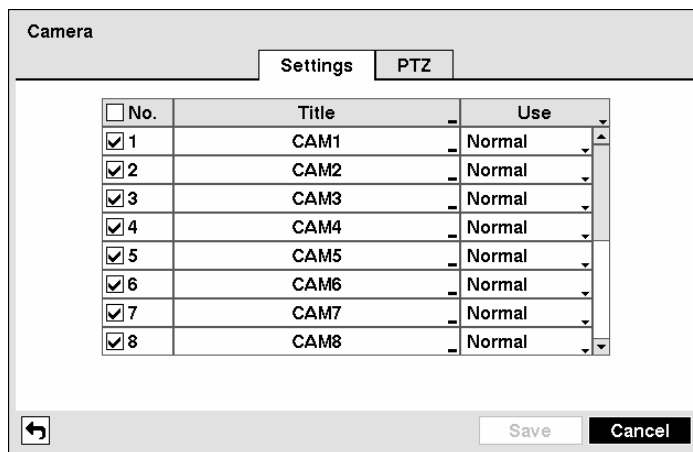 Camera
Settings PTZ
No. Title Use
1 CAM1 Normal
2 CAM2 Normal
3 CAM3 Normal
4 CAM4 Normal
5 CAM5 Normal
6 CAM6 Normal
7 CAM7 Normal
8 CAM8 Normal
Save Cancel